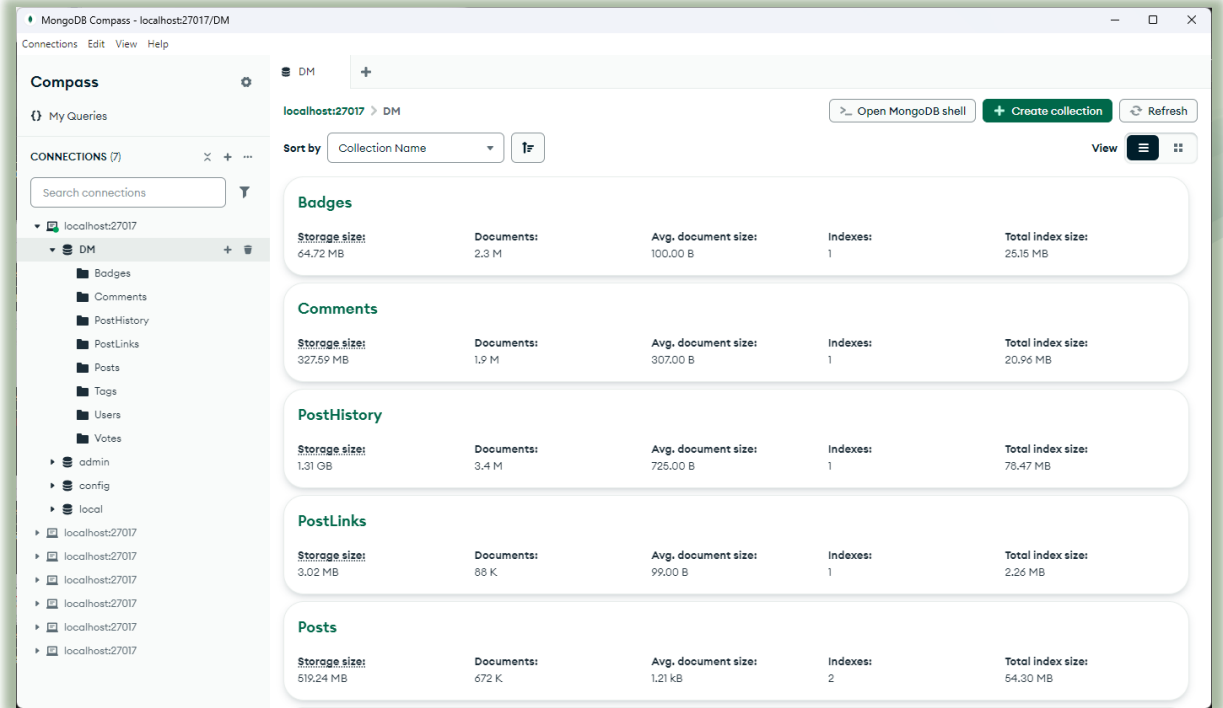 MongoDB Compass - localhost:27017/DM
Connections Edit View Help
Compass
My Queries
CONNECTIONS (7)
Search connections
localhost:27017
DM
Badges
Comments
PostHistory
PostLinks
Posts
Tags
Users
Votes
admin
config
local
localhost:27017
localhost:27017
localhost:27017
localhost:27017
localhost:27017
localhost:27017
DM
localhost:27017 > DM
>_ Open MongoDB shell
+ Create collection
Refresh
Sort by Collection Name
View
Badges
Storage size: Documents: Avg. document size: Indexes: Total index size:
64.72 MB 2.3 M 100.00 B 1 25.15 MB
Comments
Storage size: Documents: Avg. document size: Indexes: Total index size:
327.59 MB 1.9 M 307.00 B 1 20.96 MB
PostHistory
Storage size: Documents: Avg. document size: Indexes: Total index size:
1.31 GB 3.4 M 725.00 B 1 78.47 MB
PostLinks
Storage size: Documents: Avg. document size: Indexes: Total index size:
3.02 MB 88 K 99.00 B 1 2.26 MB
Posts
Storage size: Documents: Avg. document size: Indexes: Total index size:
519.24 MB 672 K 1.21 kB 2 54.30 MB